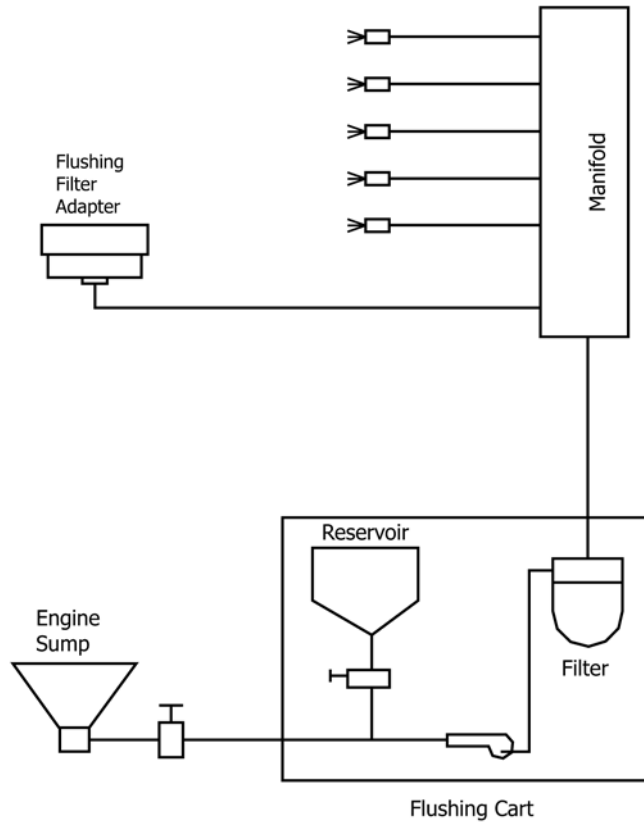 Flushing
Filter
Adapter
Manifold
Reservoir
Engine
Sump
Filter
Flushing Cart